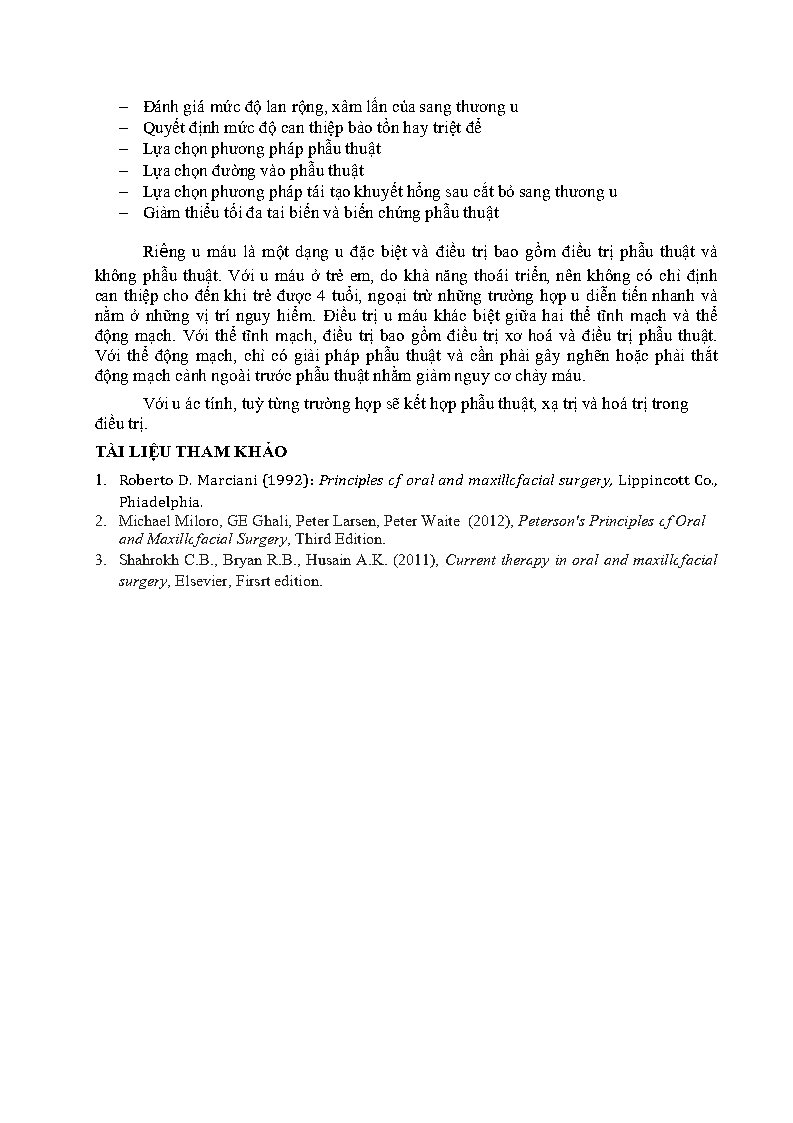 – Đánh giá mức độ lan rộng, xâm lấn của sang thương u
– Quyết định mức độ can thiệp bảo tồn hay triệt để
– Lựa chọn phương pháp phẫu thuật
– Lựa chọn đường vào phẫu thuật
– Lựa chọn phương pháp tái tạo khuyết hổng sau cắt bỏ sang thương u
– Giảm thiểu tối đa tai biến và biến chứng phẫu thuật
Riêng u máu là một dạng u đặc biệt và điều trị bao gồm điều trị phẫu thuật và
không phẫu thuật. Với u máu ở trẻ em, do khả năng thoái triển, nên không có chỉ định
can thiệp cho đến khi trẻ được 4 tuổi, ngoại trừ những trường hợp u diễn tiến nhanh và
nằm ở những vị trí nguy hiểm. Điều trị u máu khác biệt giữa hai thể tĩnh mạch và thể
động mạch. Với thể tĩnh mạch, điều trị bao gồm điều trị xơ hoá và điều trị phẫu thuật.
Với thể động mạch, chỉ có giải pháp phẫu thuật và cần phải gây nghẽn hoặc phải thắt
động mạch cảnh ngoài trước phẫu thuật nhằm giảm nguy cơ chảy máu.
Với u ác tính, tuỳ từng trường hợp sẽ kết hợp phẫu thuật, xạ trị và hoá trị trong
điều trị.
TÀI LIỆU THAM KHẢO
1. Roberto D. Marciani (1992): Principles of oral and maxillofacial surgery, Lippincott Co.,
Phiadelphia.
2. Michael Miloro, GE Ghali, Peter Larsen, Peter Waite (2012), Peterson's Principles of Oral
and Maxillofacial Surgery, Third Edition.
3. Shahrokh C.B., Bryan R.B., Husain A.K. (2011), Current therapy in oral and maxillofacial
surgery, Elsevier, Firsrt edition.